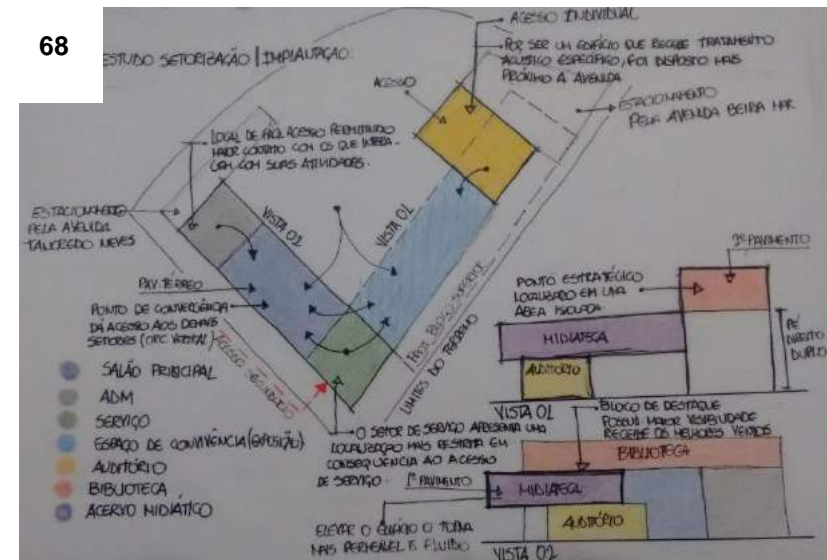 68
ESTUDO SETORIZAÇÃO | IMPLANTAÇÃO
ACESSO INDIVIDUAL
POR SER UM EDIFÍCIO QUE RECEBE TRATAMENTO
ACÚSTICO ESPECÍFICO, FOI DISPOSTO MAIS
PRÓXIMO A AVENIDA
ACESSO
ESTACIONAMENTO
PELA AVENIDA BEIRA MAR
LOCAL DE FÁCIL ACESSO PERMITINDO
MAIOR CONTATO COM OS QUE INTERA-
GEM COM SUAS ATIVIDADES.
ESTACIONAMENTO
PELA AVENIDA
TANCREDO NEVES
VISTA 02
VISTA 01
PAV TÉRREO
PONTO DE CONVERGÊNCIA
DÁ ACESSO AOS DEMAIS
SETORES (CIRC VERTICAL)
ACESSO SECUNDÁRIO
PROJ. BLOCO SUPERIOR
LIMITES DO TERRENO
SALÃO PRINCIPAL
ADM
SERVIÇO
ESPAÇO DE CONVIVÊNCIA (EXPOSIÇÃO)
AUDITÓRIO
BIBLIOTECA
ACERVO MIDIÁTICO
O SETOR DE SERVIÇO APRESENTA UMA
LOCALIZAÇÃO MAIS RESTRITA EM
CONSEQUENCIA AO ACESSO
DE SERVIÇO.
2º PAVIMENTO
PONTO ESTRATÉGICO
LOCALIZADO EM UMA
ÁREA ISOLADA
MIDIATECA
AUDITÓRIO
PÉ
DIREITO
DUPLO
VISTA 01
BLOCO DE DESTAQUE
POSSUI MAIOR VISIBILIDADE
RECEBE OS MELHORES VENTOS
BIBLIOTECA
1º PAVIMENTO
MIDIATECA
AUDITÓRIO
ELEVAR O EDIFÍCIO O TORNA
MAIS PERMEÁVEL E FLUIDO
VISTA 02